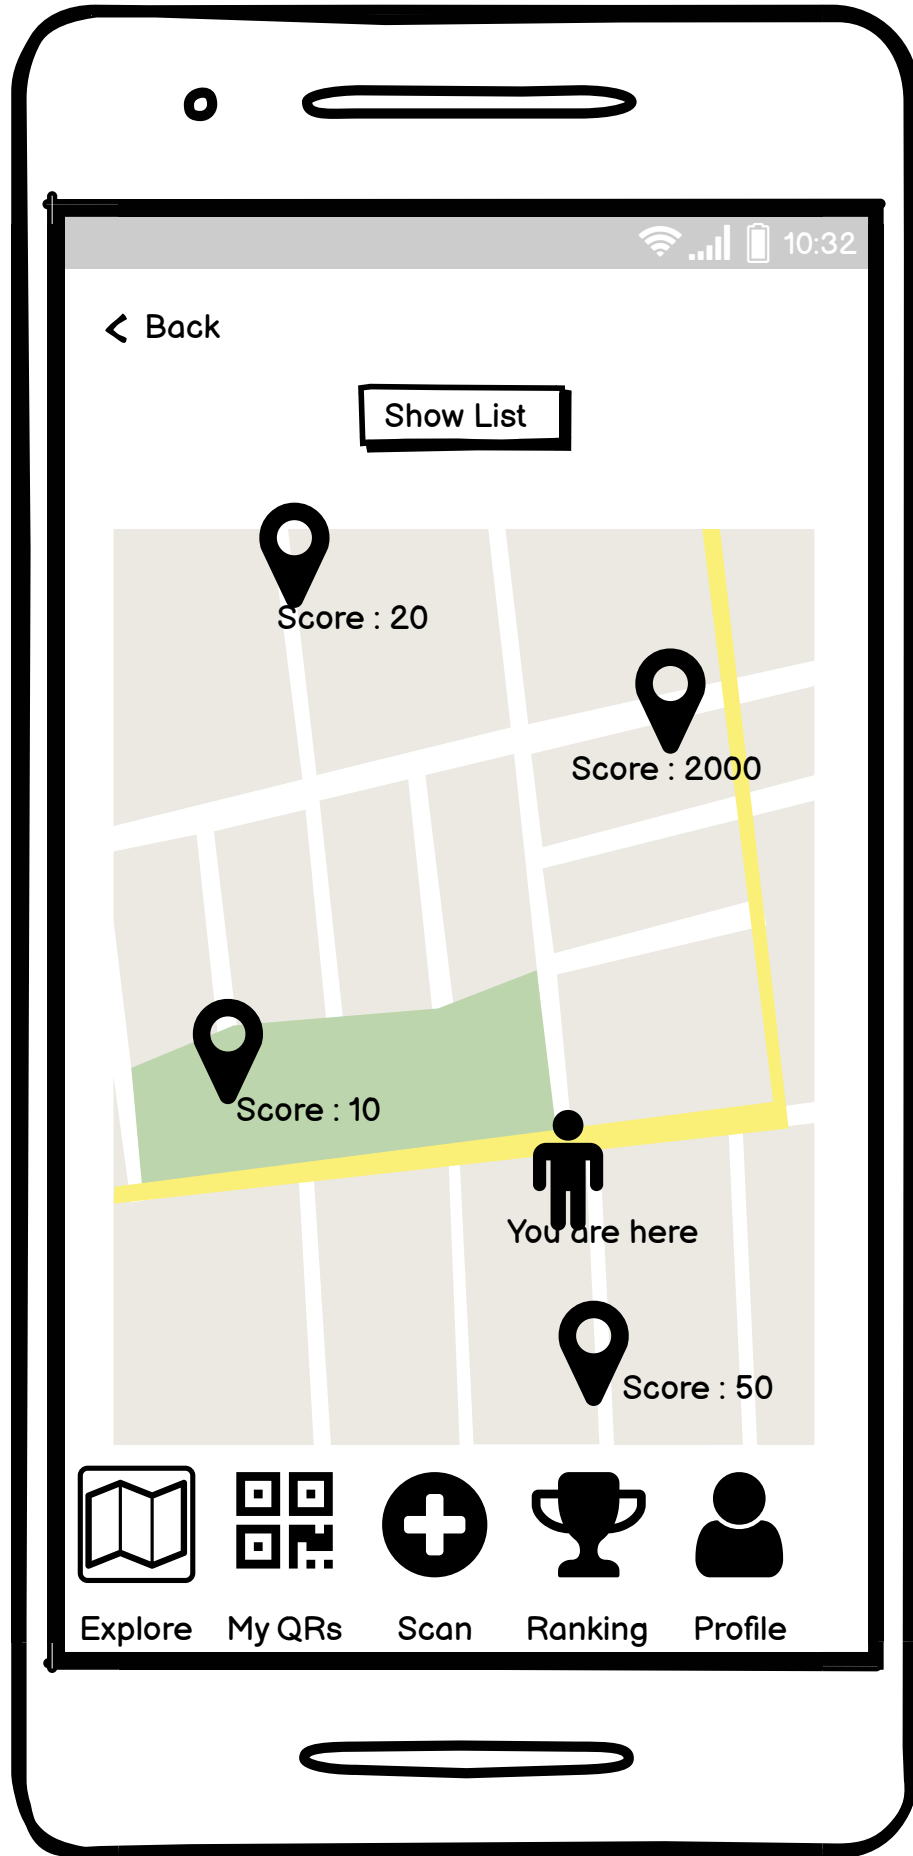 10:32
Back
Show List
Score : 20
Score : 2000
Score : 10
You are here
Score : 50
Explore My QRs Scan Ranking Profile